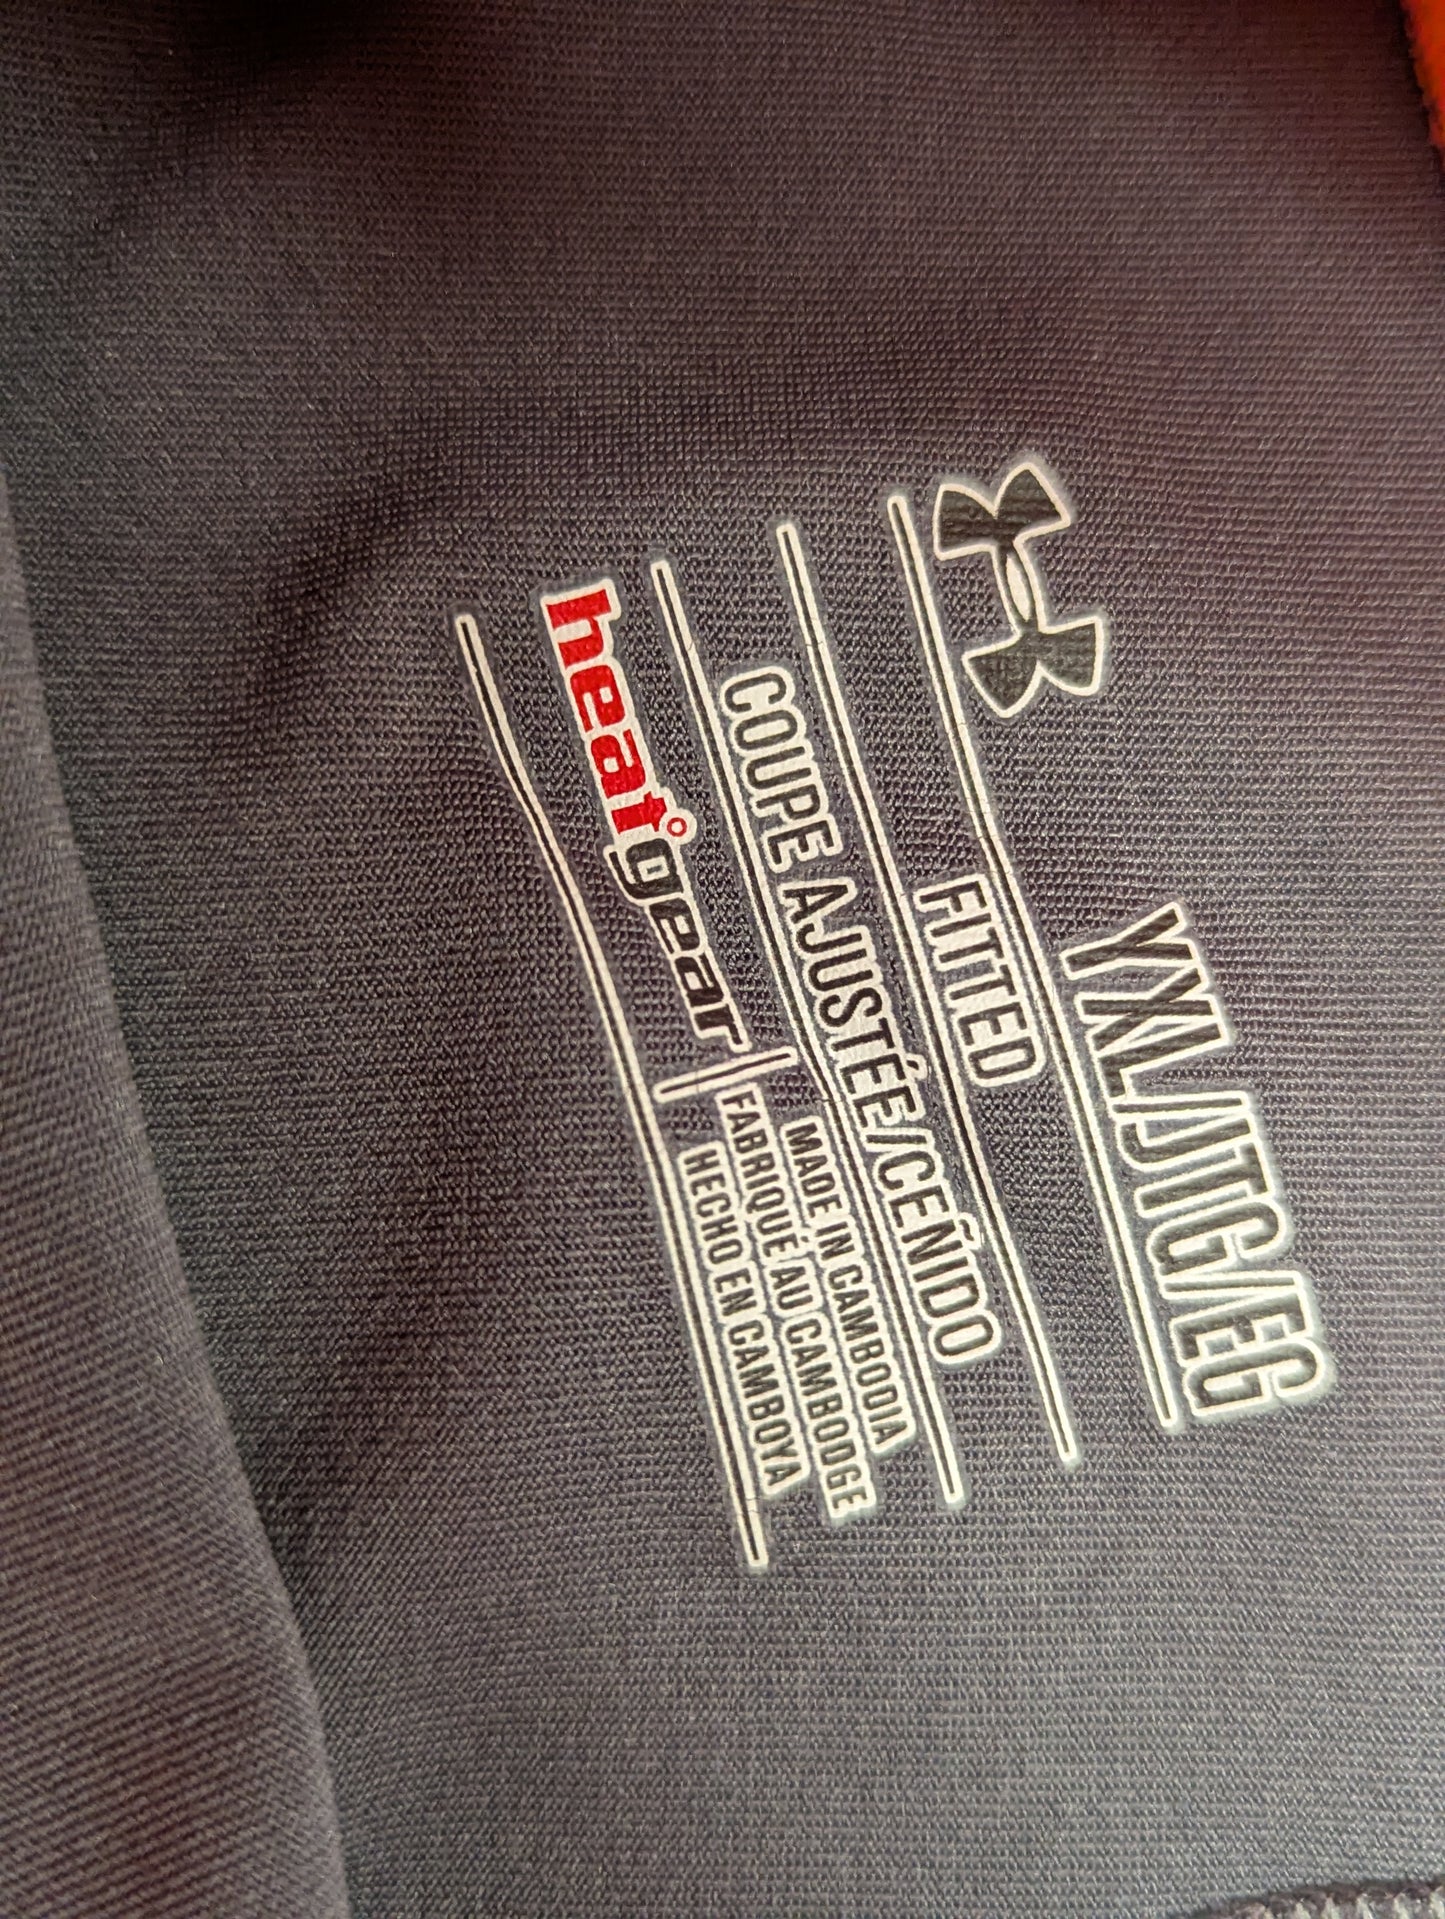 YXL/JTG/EG
FITTED
COUPE AJUSTÉE/CEÑIDO
heatgear
MADE IN CAMBODIA
FABRIQUÉ AU CAMBODGE
HECHO EN CAMBOYA